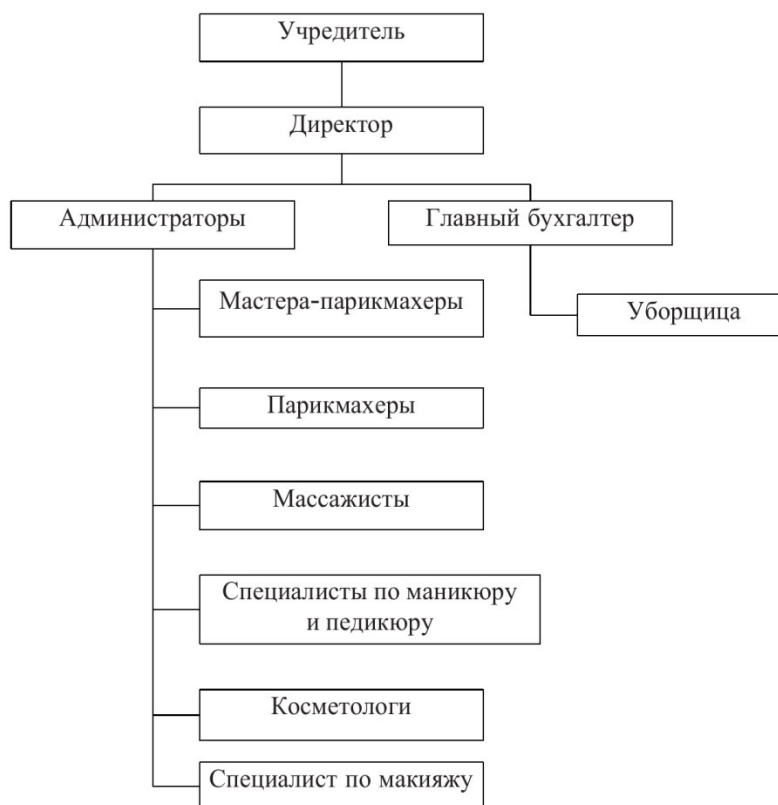 Учредитель
Директор
Администраторы
Главный бухгалтер
Мастера-парикмахеры
Уборщица
Парикмахеры
Массажисты
Специалисты по маникюру
и педикюру
Косметологи
Специалист по макияжу